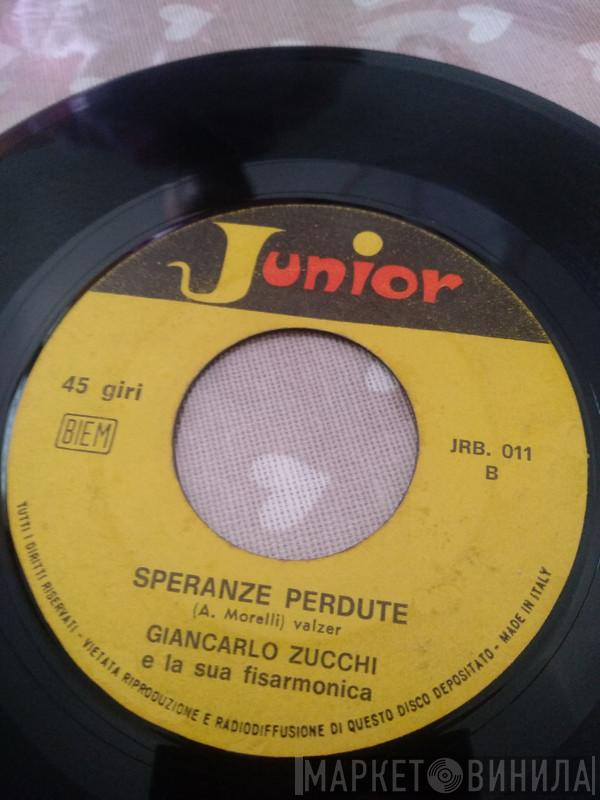 Junior
45 giri
BIEM
JRB. 011
B
SPERANZE PERDUTE
(A. Morelli) valzer
GIANCARLO ZUCCHI
e la sua fisarmonica
TUTTI I DIRITTI RISERVATI - VIETATA RIPRODUZIONE E RADIODIFFUSIONE DI QUESTO DISCO DEPOSITATO - MADE IN ITALY
МАРКЕТ ВИНИЛА